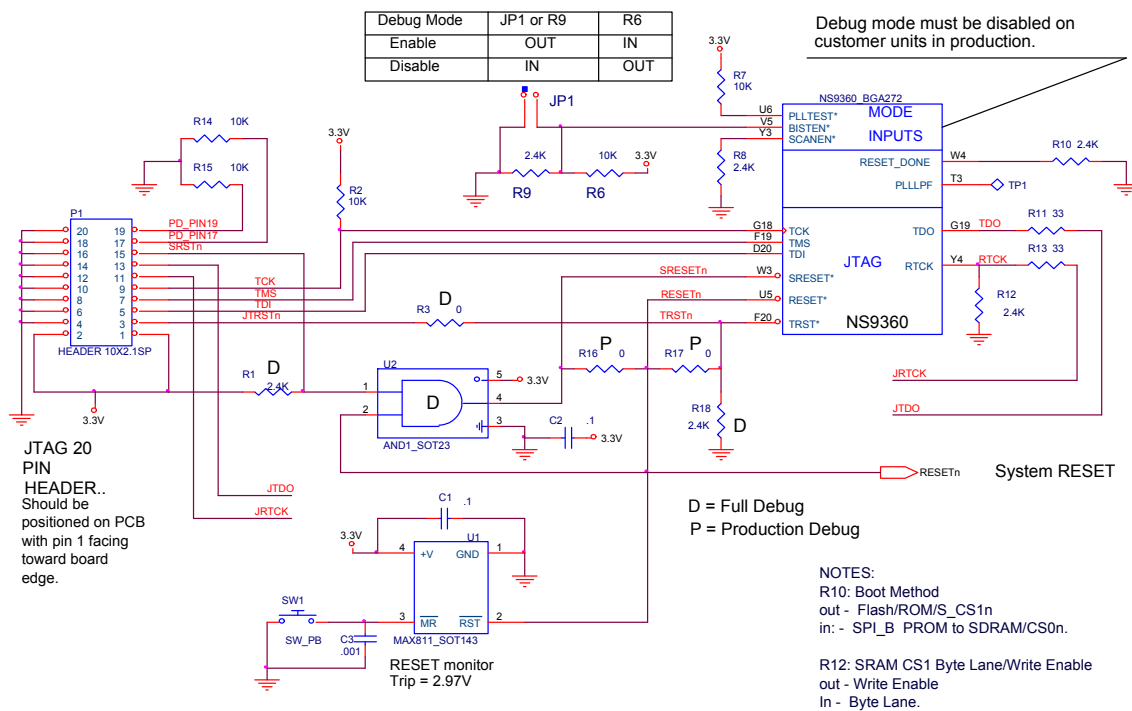 Debug Mode JP1 or R9 R6
Enable OUT IN
Disable IN OUT
Debug mode must be disabled on
customer units in production.
JP1
2.4K
R9
10K
R6
3.3V
3.3V
R7
10K
R8
2.4K
NS9360_BGA272
U6 PLLTEST*
V5 BISTEN*
Y3 SCANEN*
MODE
INPUTS
RESET_DONE W4
R10 2.4K
PLLLPF T3
TP1
G18 TCK
F19 TMS
D20 TDI
W3 SRESET*
U5 RESET*
F20 TRST*
JTAG
NS9360
TDO G19 TDO
R11 33
RTCK Y4 RTCK
R13 33
R12
2.4K
JRTCK
JTDO
R14 10K
R15 10K
3.3V
R2
10K
P1
20 19 PD_PIN19
18 17 PD_PIN17
16 15 SRSTn
14 13
12 11
10 9 TCK
8 7 TMS
6 5 TDI
4 3 JTRSTn
2 1
HEADER 10X2.1SP
3.3V
R1 D
2.4K
R3 D 0
SRESETn
RESETn
TRSTn
P
R16 0
P
R17 0
R18
2.4K
D
U2
1
2
D
5 3.3V
4
3
AND1_SOT23
C2 .1
3.3V
RESETn
System RESET
JTAG 20
PIN
HEADER..
Should be
positioned on PCB
with pin 1 facing
toward board
edge.
JTDO
JRTCK
D = Full Debug
P = Production Debug
C1 .1
3.3V
U1
4 +V GND 1
3 MR RST 2
MAX811_SOT143
SW1
SW_PB
C3
.001
RESET monitor
Trip = 2.97V
NOTES:
R10: Boot Method
out - Flash/ROM/S_CS1n
in: - SPI_B PROM to SDRAM/CS0n.
R12: SRAM CS1 Byte Lane/Write Enable
out - Write Enable
In - Byte Lane.